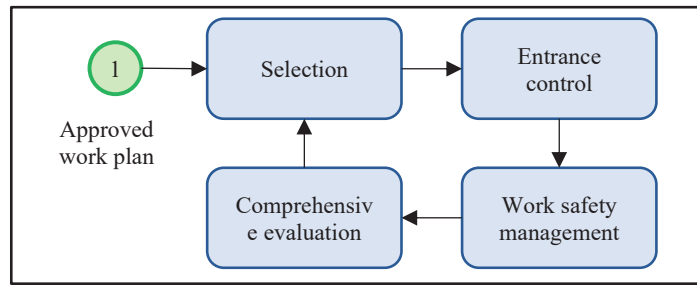 1
Approved
work plan
Selection
Entrance
control
Comprehensiv
e evaluation
Work safety
management